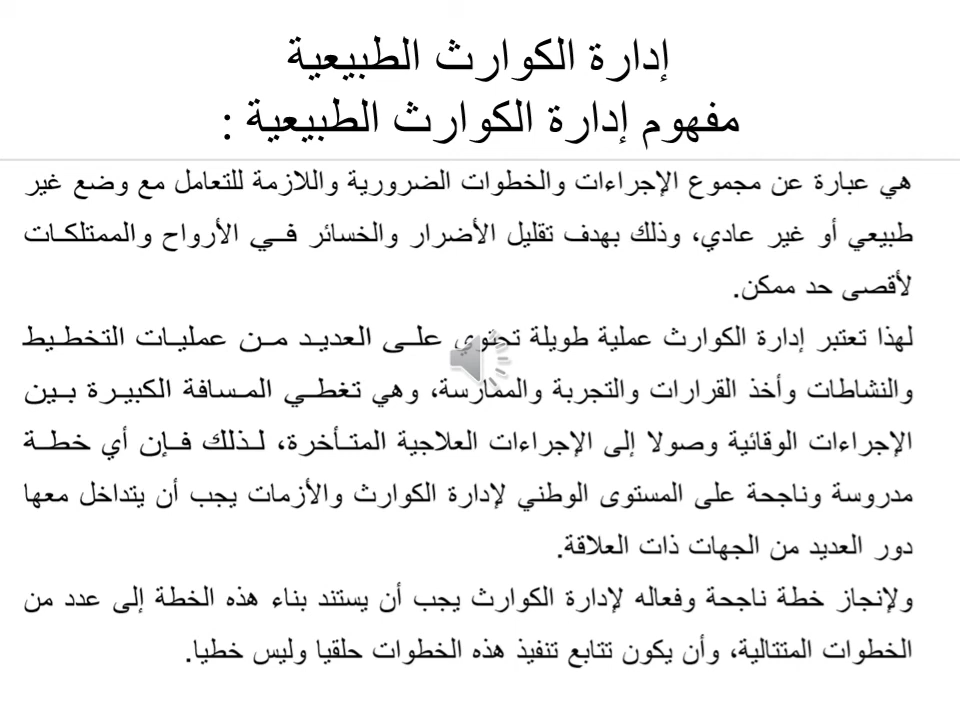 إدارة الكوارث الطبيعية
مفهوم إدارة الكوارث الطبيعية :
هي عبارة عن مجموع الإجراءات والخطوات الضرورية واللازمة للتعامل مع وضع غير
طبيعي أو غير عادي، وذلك بهدف تقليل الأضرار والخسائر في الأرواح والممتلكات
لأقصى حد ممكن.
لهذا تعتبر إدارة الكوارث عملية طويلة تحتوي على العديد من عمليات التخطيط
والنشاطات وأخذ القرارات والتجربة والممارسة، وهي تغطي المسافة الكبيرة بين
الإجراءات الوقائية وصولا إلى الإجراءات العلاجية المتأخرة، لذلك فإن أي خطة
مدروسة وناجحة على المستوى الوطني لإدارة الكوارث والأزمات يجب أن يتداخل معها
دور العديد من الجهات ذات العلاقة.
ولإنجاز خطة ناجحة وفعاله لإدارة الكوارث يجب أن يستند بناء هذه الخطة إلى عدد من
الخطوات المتتالية، وأن يكون تتابع تنفيذ هذه الخطوات حلقيا وليس خطيا.